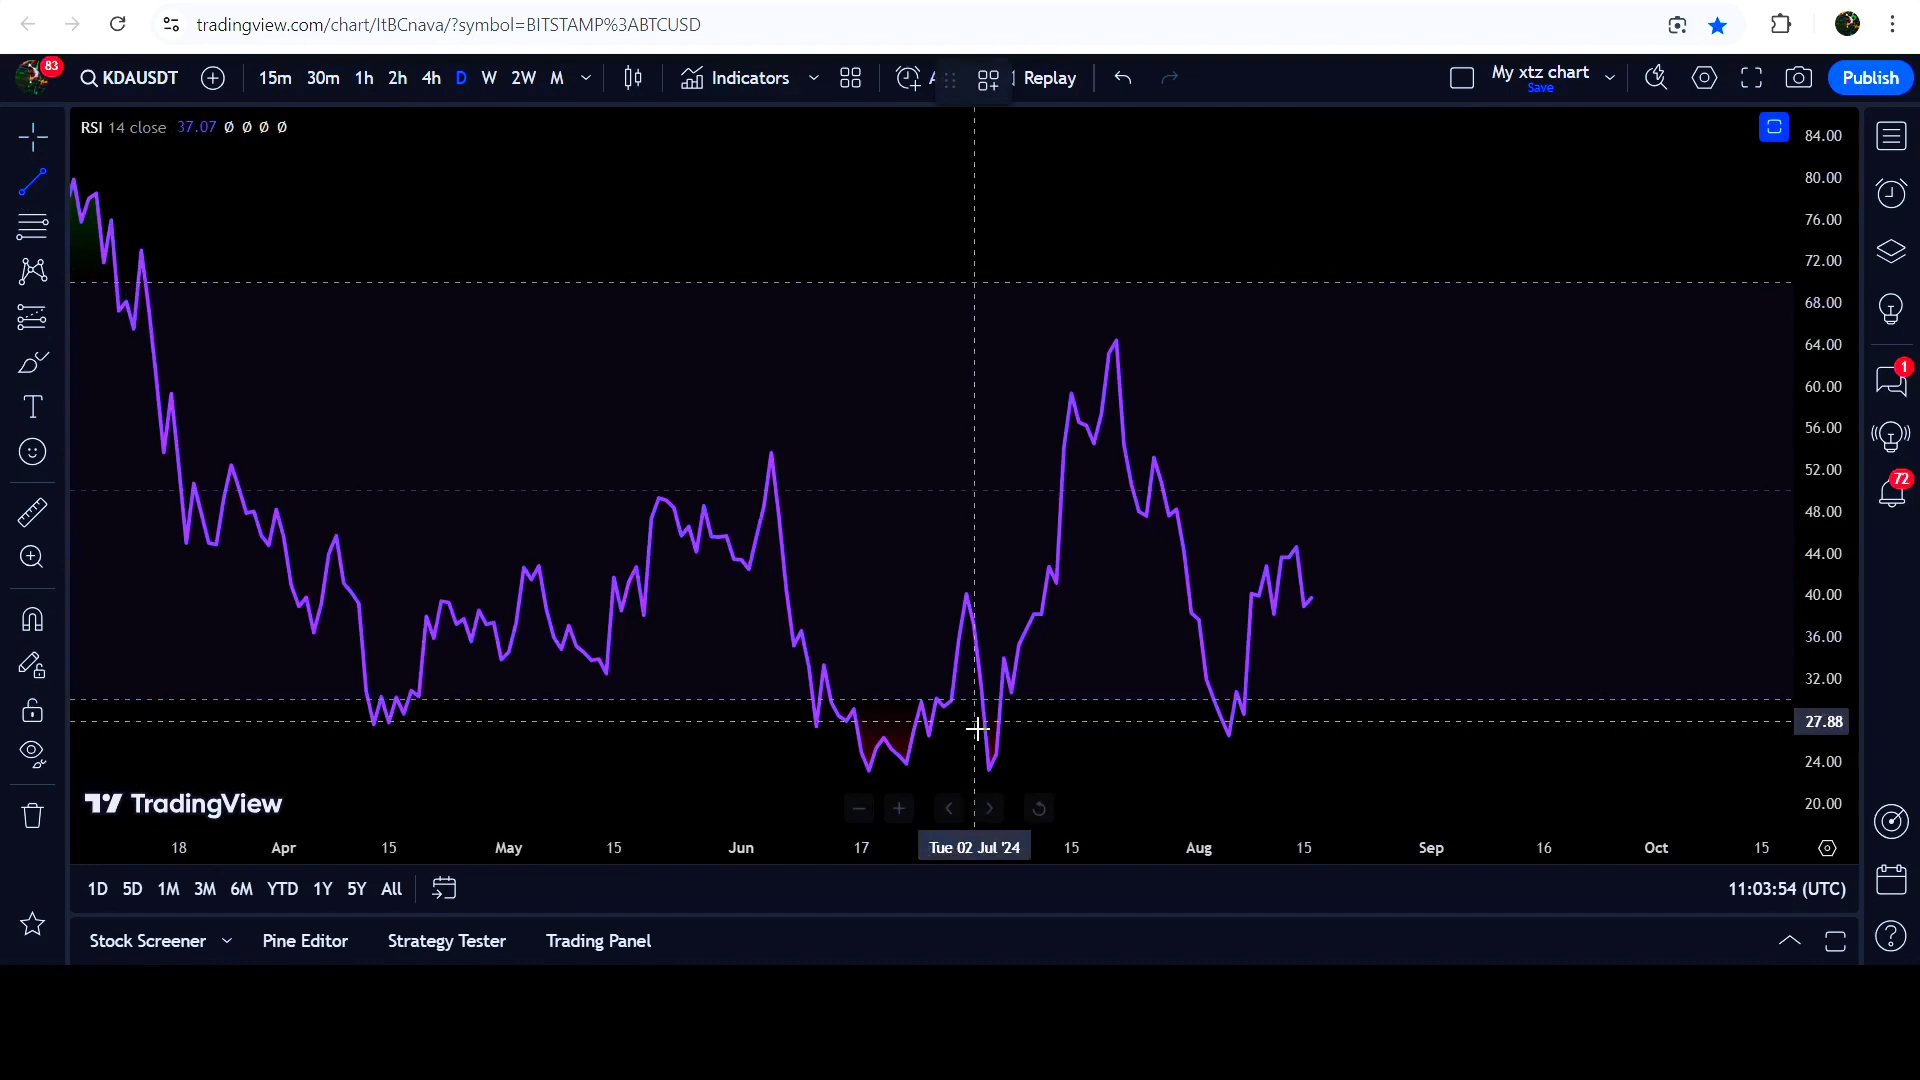 tradingview.com/chart/ItBCnava/?symbol=BITSTAMP%3ABTCUSD
83
KDAUSDT 15m 30m 1h 2h 4h D W 2W M Indicators Replay My xtz chart Save Publish
RSI 14 close 37.07 Ø Ø Ø Ø
84.00
80.00
76.00
72.00
68.00
64.00
60.00
56.00
52.00
48.00
44.00
40.00
36.00
32.00
27.88
24.00
20.00
1
72
TradingView
18 Apr 15 May 15 Jun 17 Tue 02 Jul '24 15 Aug 15 Sep 16 Oct 15
1D 5D 1M 3M 6M YTD 1Y 5Y All 11:03:54 (UTC)
Stock Screener Pine Editor Strategy Tester Trading Panel